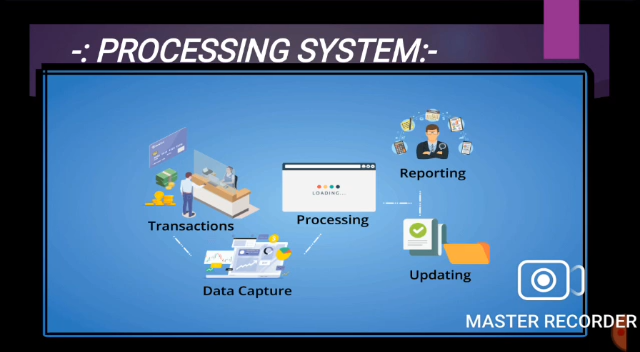 -: PROCESSING SYSTEM:-
Reporting
LOADING...
Processing
Transactions
Updating
Data Capture
MASTER RECORDER